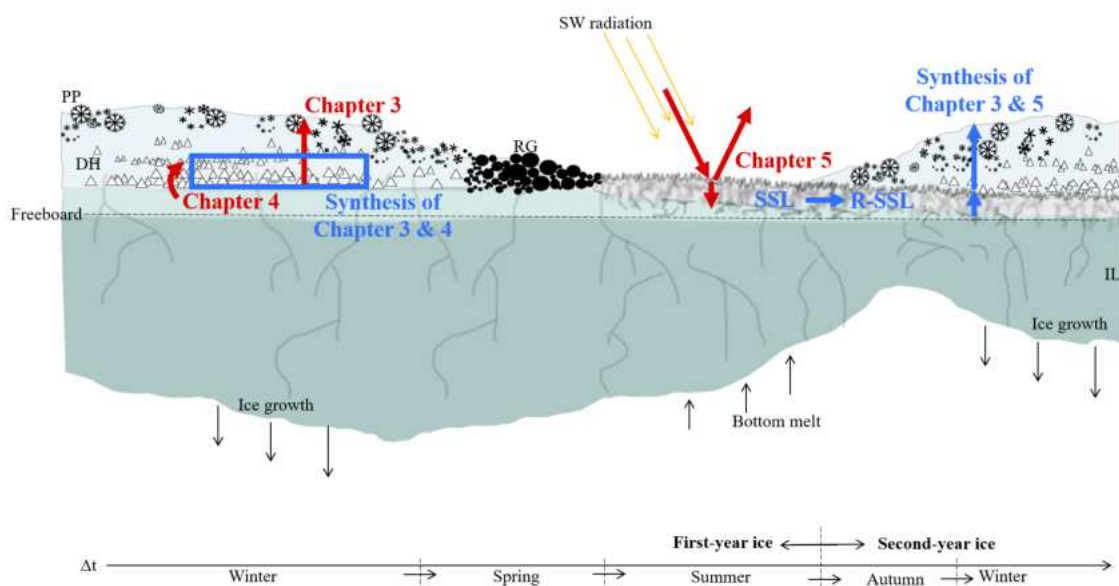 SW radiation
PP
Chapter 3
Synthesis of
Chapter 3 & 5
DH
RG
Chapter 5
Chapter 4
Synthesis of
Chapter 3 & 4
SSL
R-SSL
Freeboard
IL
Ice growth
Ice growth
Bottom melt
First-year ice
Second-year ice
Δt
Winter
Spring
Summer
Autumn
Winter